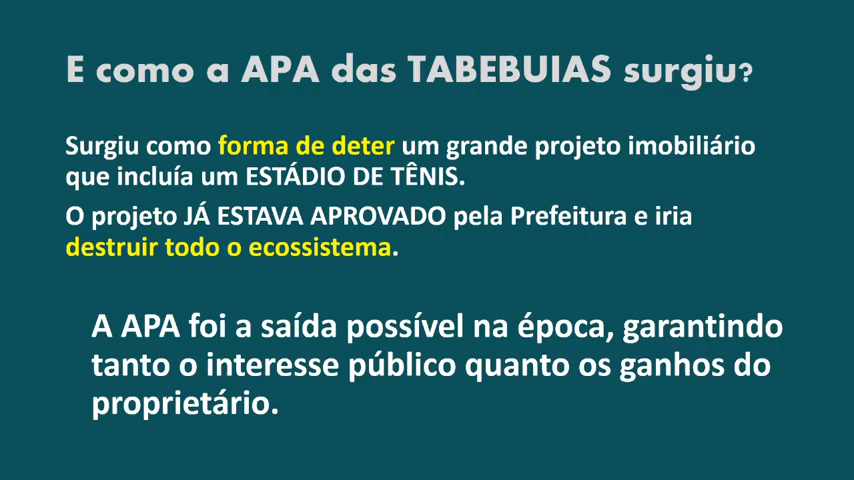 E como a APA das TABEBUIAS surgiu?
Surgiu como forma de deter um grande projeto imobiliário
que incluía um ESTÁDIO DE TÊNIS.
O projeto JÁ ESTAVA APROVADO pela Prefeitura e iria
destruir todo o ecossistema.
A APA foi a saída possível na época, garantindo
tanto o interesse público quanto os ganhos do
proprietário.